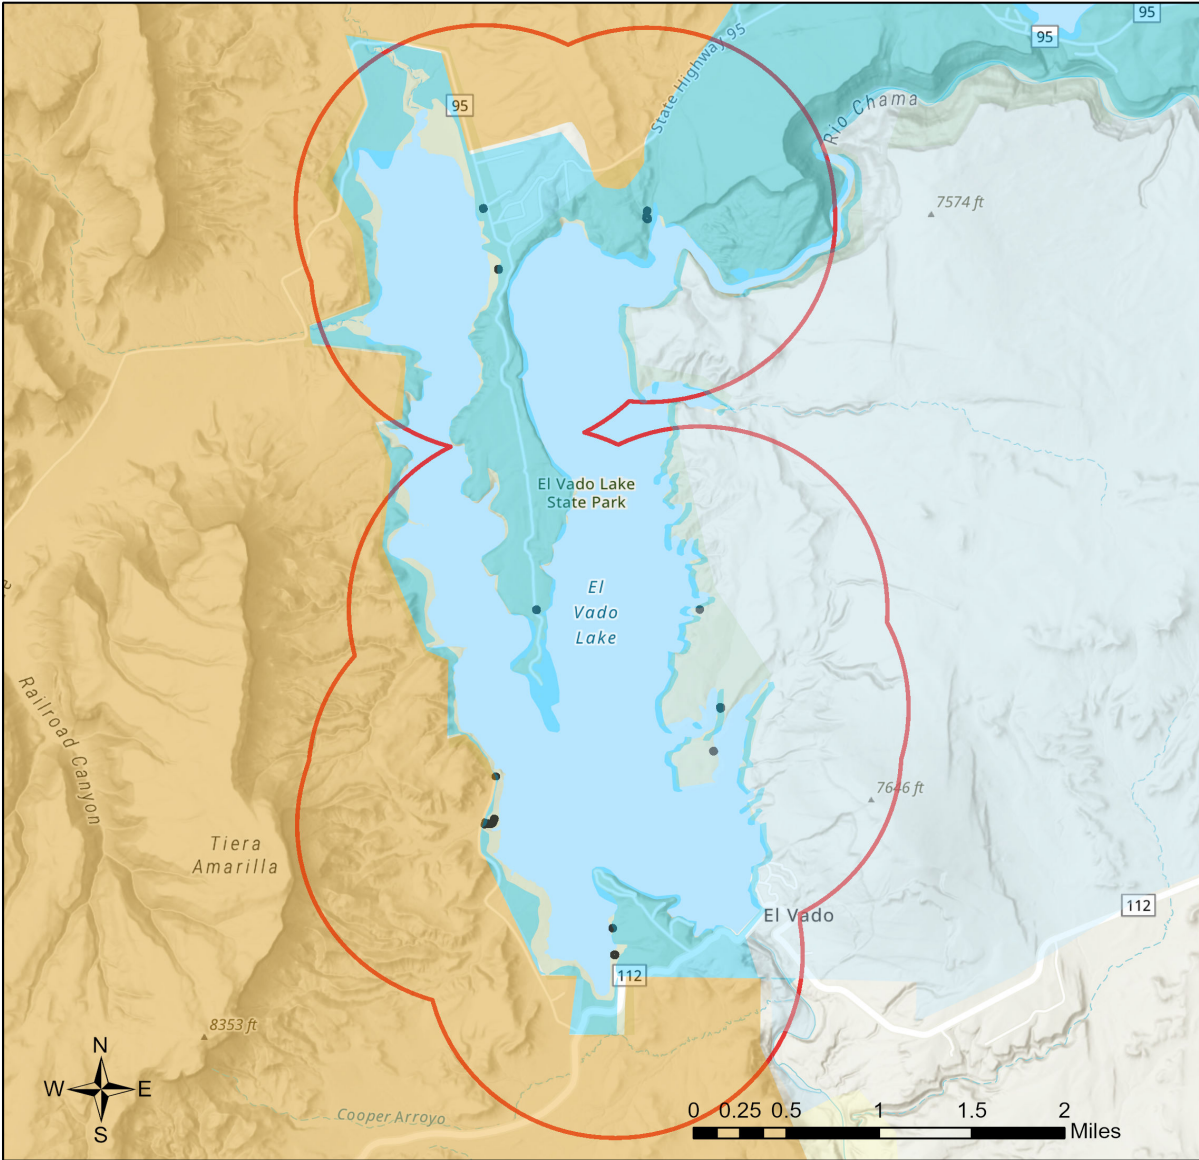 95
95
State Highway 95
95
Rio Chama
7574 ft
El Vado Lake
State Park
El
Vado
Lake
Railroad Canyon
7646 ft
Tiera
Amarilla
112
El Vado
112
8353 ft
N
W E
S
Cooper Arroyo
0 0.25 0.5 1 1.5 2
Miles